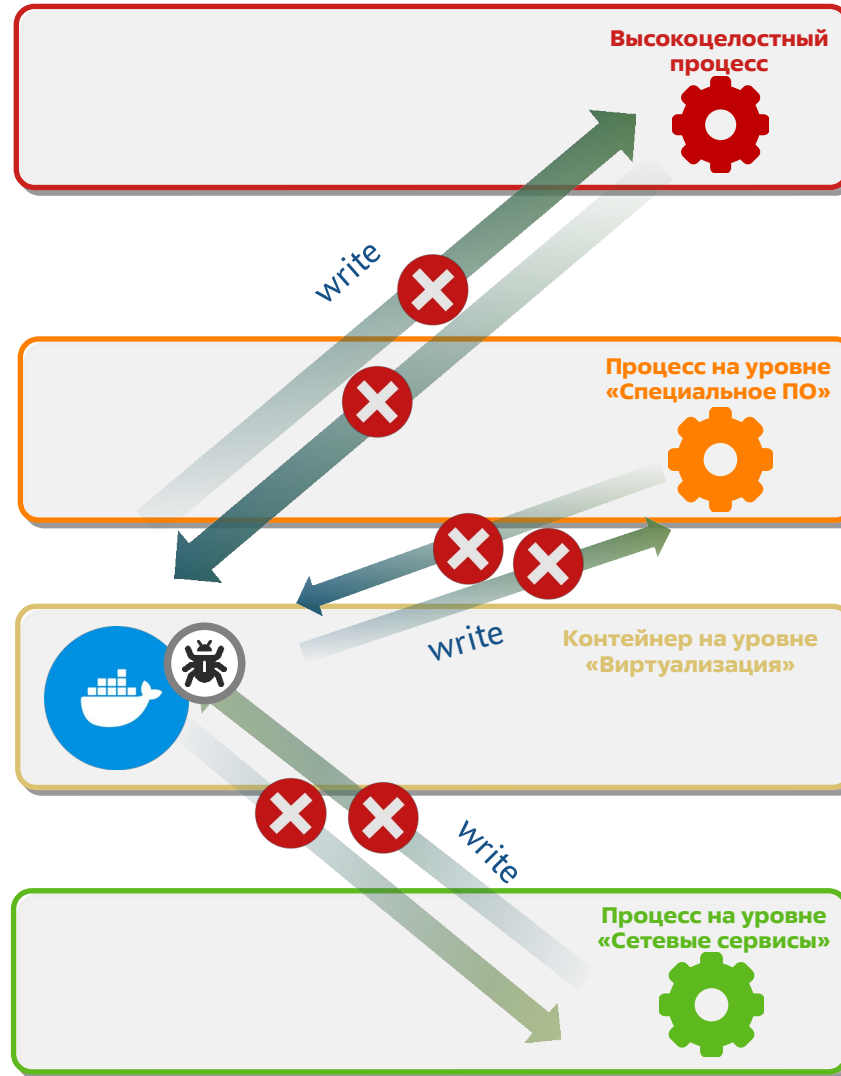 Высокоцелостный
процесс
write
Процесс на уровне
«Специальное ПО»
write
Контейнер на уровне
«Виртуализация»
write
Процесс на уровне
«Сетевые сервисы»